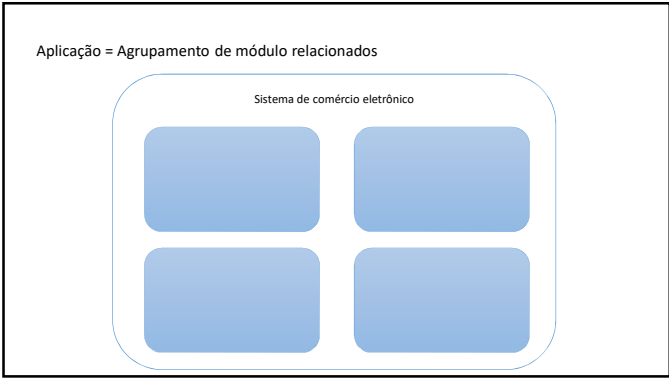 Aplicação = Agrupamento de módulo relacionados
Sistema de comércio eletrônico